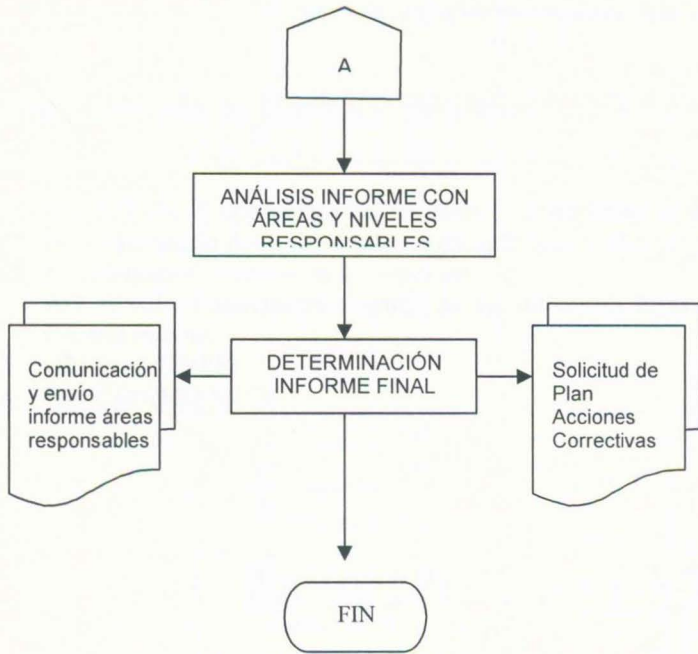 A
ANÁLISIS INFORME CON
ÁREAS Y NIVELES
RESPONSABLES
Comunicación
y envío
informe áreas
responsables
DETERMINACIÓN
INFORME FINAL
Solicitud de
Plan
Acciones
Correctivas
FIN